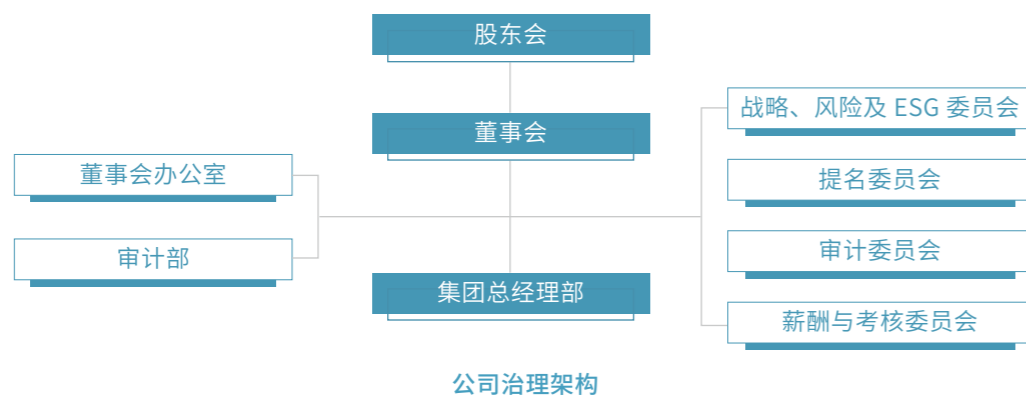 股东会
董事会
董事会办公室
审计部
战略、风险及 ESG 委员会
提名委员会
审计委员会
薪酬与考核委员会
集团总经理部
公司治理架构